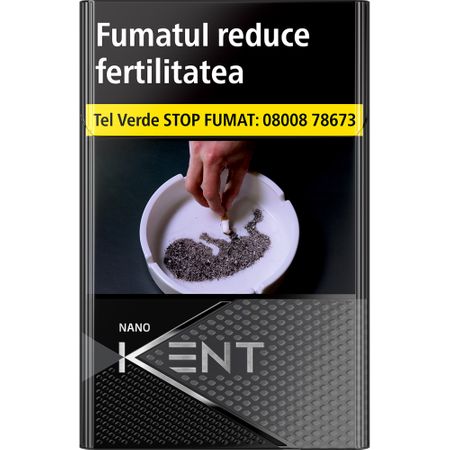 Fumatul reduce
fertilitatea
Tel Verde STOP FUMAT: 08008 78673
NANO
KENT